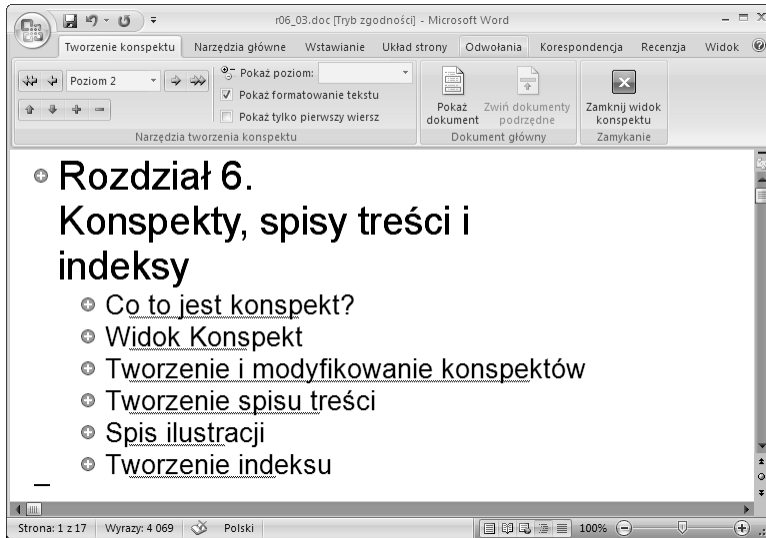 r06_03.doc [Tryb zgodności] - Microsoft Word
Tworzenie konspektu Narzędzia główne Wstawianie Układ strony Odwołania Korespondencja Recenzja Widok
Poziom 2
Pokaż poziom:
Pokaż formatowanie tekstu
Pokaż tylko pierwszy wiersz
Narzędzia tworzenia konspektu
Pokaż
dokument
Zwiń dokumenty
podrzędne
Dokument główny
Zamknij widok
konspektu
Zamykanie
Rozdział 6.
Konspekty, spisy treści i
indeksy
Co to jest konspekt?
Widok Konspekt
Tworzenie i modyfikowanie konspektów
Tworzenie spisu treści
Spis ilustracji
Tworzenie indeksu
Strona: 1 z 17 Wyrazy: 4 069 Polski 100%